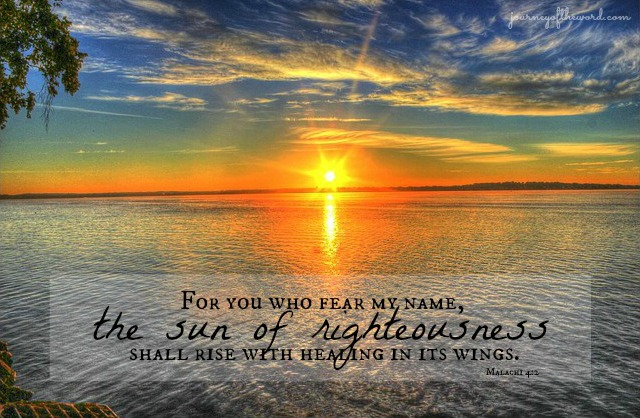 journeyoftheword.com
For you who fear my name,
the sun of righteousness
shall rise with healing in its wings.
Malachi 4:2